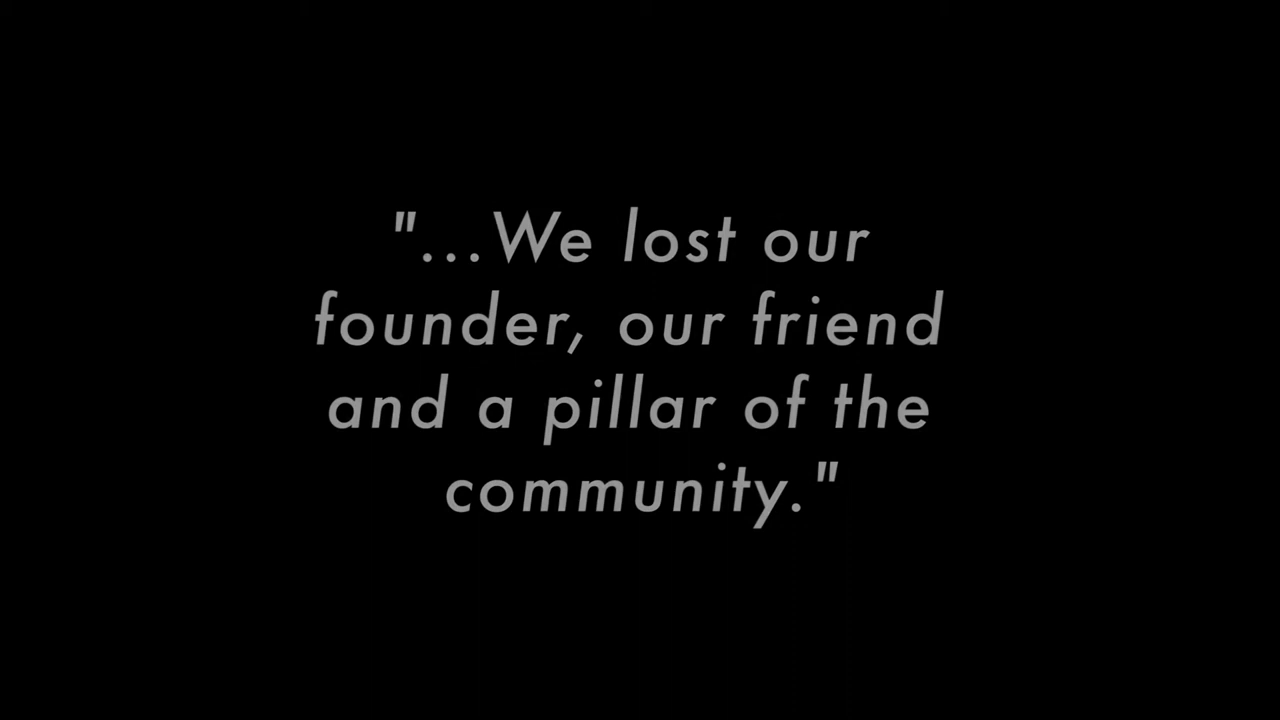 "...We lost our
founder, our friend
and a pillar of the
community."